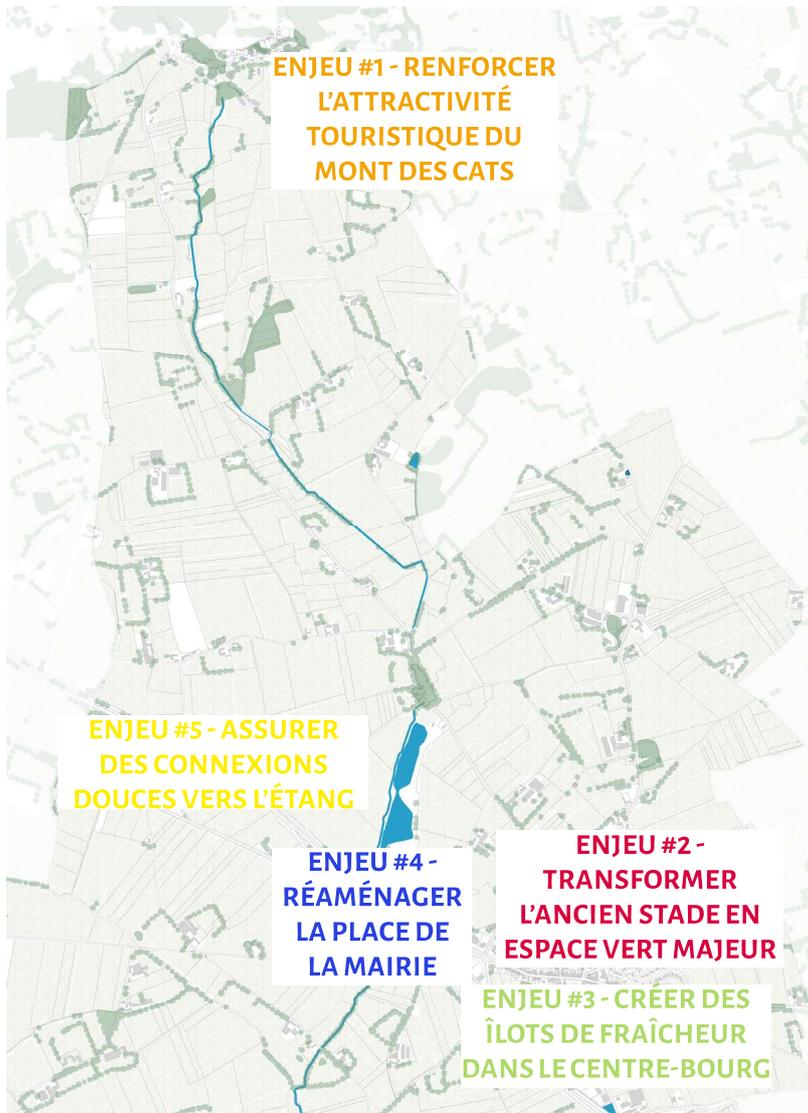 ENJEU #1 - RENFORCER
L'ATTRACTIVITÉ
TOURISTIQUE DU
MONT DES CATS
ENJEU #5 - ASSURER
DES CONNEXIONS
DOUCES VERS L'ÉTANG
ENJEU #4 -
RÉAMÉNAGER
LA PLACE DE
LA MAIRIE
ENJEU #2 -
TRANSFORMER
L'ANCIEN STADE EN
ESPACE VERT MAJEUR
ENJEU #3 - CRÉER DES
ÎLOTS DE FRAÎCHEUR
DANS LE CENTRE-BOURG